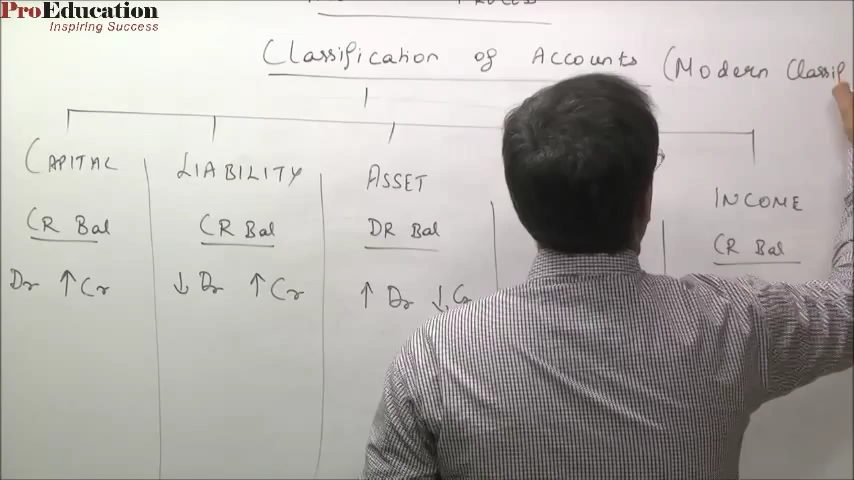 ProEducation
Inspiring Success
Classification of Accounts (Modern Classif
CAPITAL LIABILITY ASSET INCOME
CR Bal CR Bal DR Bal CR Bal
Dr ↑ Cr ↓ Dr ↑ Cr ↑ Dr ↓ Cr